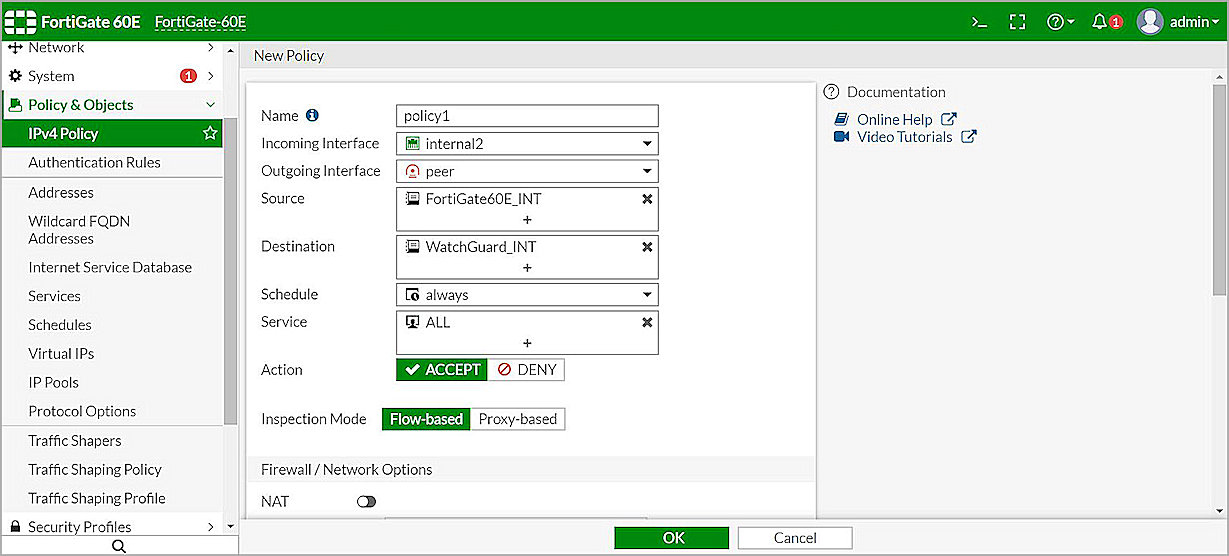 FortiGate 60E FortiGate-60E
>_ ? 1 admin
Network
System 1
Policy & Objects
IPv4 Policy
Authentication Rules
Addresses
Wildcard FQDN
Addresses
Internet Service Database
Services
Schedules
Virtual IPs
IP Pools
Protocol Options
Traffic Shapers
Traffic Shaping Policy
Traffic Shaping Profile
Security Profiles
New Policy
Name policy1
Incoming Interface internal2
Outgoing Interface peer
Source FortiGate60E_INT
+
Destination WatchGuard_INT
+
Schedule always
Service ALL
+
Action ACCEPT DENY
Inspection Mode Flow-based Proxy-based
Firewall / Network Options
NAT
OK Cancel
? Documentation
Online Help
Video Tutorials